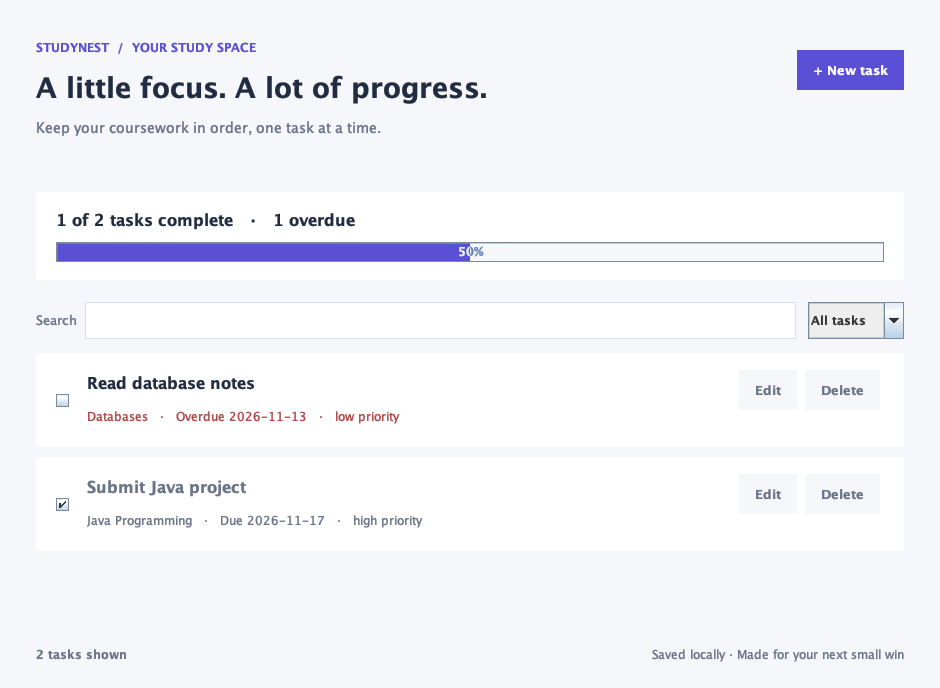 STUDYNEST / YOUR STUDY SPACE
A little focus. A lot of progress.
Keep your coursework in order, one task at a time.
+ New task
1 of 2 tasks complete · 1 overdue
50%
Search
All tasks
Read database notes
Databases · Overdue 2026-11-13 · low priority
Edit
Delete
Submit Java project
Java Programming · Due 2026-11-17 · high priority
Edit
Delete
2 tasks shown
Saved locally · Made for your next small win